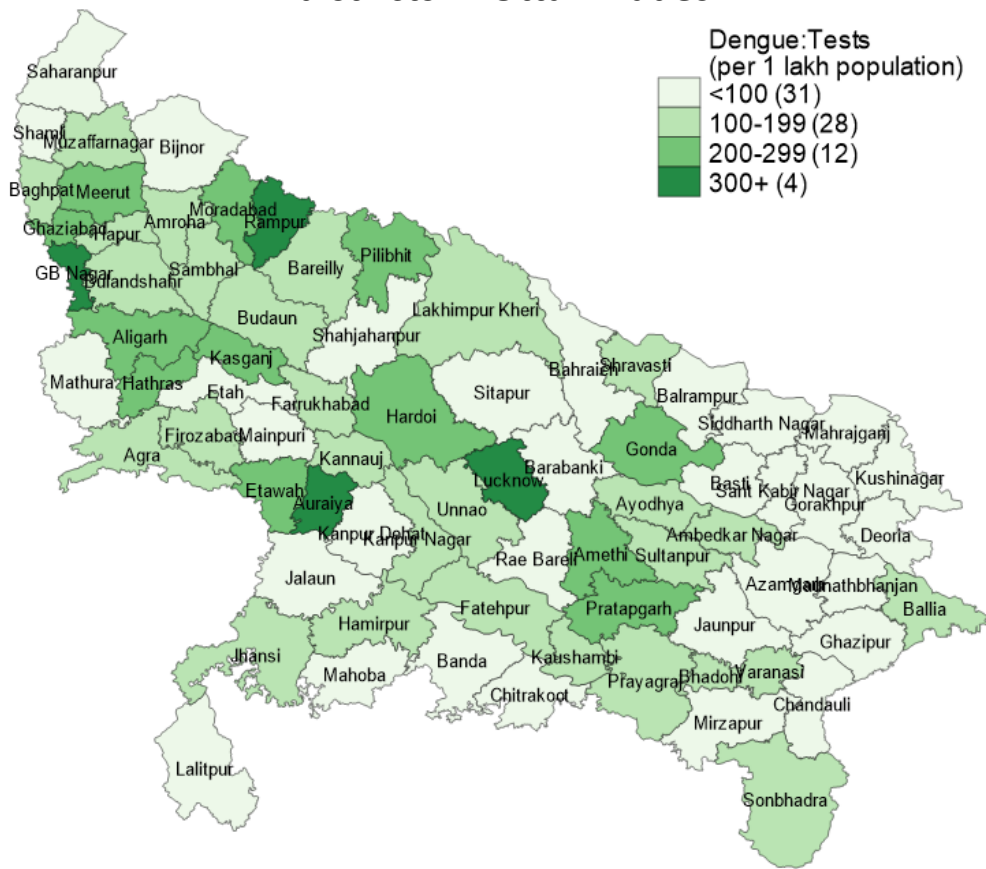 Dengue:Tests
(per 1 lakh population)
<100 (31)
100-199 (28)
200-299 (12)
300+ (4)
Saharanpur
Shamli
Muzaffarnagar
Bijnor
Baghpat
Meerut
Ghaziabad
Hapur
Amroha
Moradabad
Rampur
GB Nagar
Bulandshahr
Sambhal
Bareilly
Pilibhit
Budaun
Lakhimpur Kheri
Shahjahanpur
Aligarh
Kasganj
Mathura
Hathras
Etah
Farrukhabad
Hardoi
Sitapur
Bahraich
Shravasti
Balrampur
Agra
Firozabad
Mainpuri
Kannauj
Gonda
Siddharth Nagar
Mahrajganj
Etawah
Auraiya
Lucknow
Barabanki
Basti
Sant Kabir Nagar
Gorakhpur
Kushinagar
Unnao
Ayodhya
Kanpur Dehat
Kanpur Nagar
Ambedkar Nagar
Deoria
Jalaun
Rae Bareli
Amethi
Sultanpur
Azamgarh
Maunathbhanjan
Ballia
Hamirpur
Fatehpur
Pratapgarh
Jaunpur
Ghazipur
Jhansi
Mahoba
Banda
Kaushambi
Prayagraj
Bhadohi
Varanasi
Chitrakoot
Mirzapur
Chandauli
Lalitpur
Sonbhadra